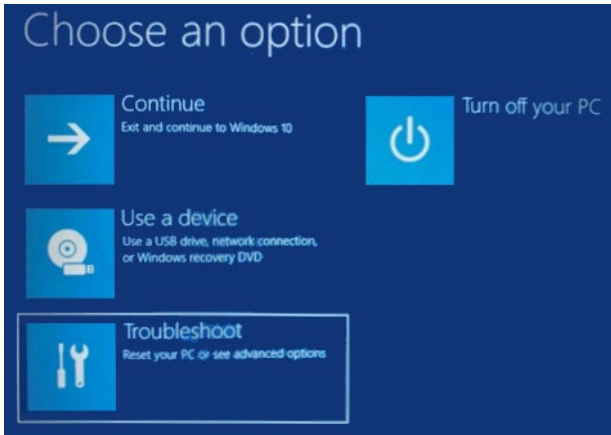 Choose an option
Continue
Exit and continue to Windows 10
Turn off your PC
Use a device
Use a USB drive, network connection,
or Windows recovery DVD
Troubleshoot
Reset your PC or see advanced options